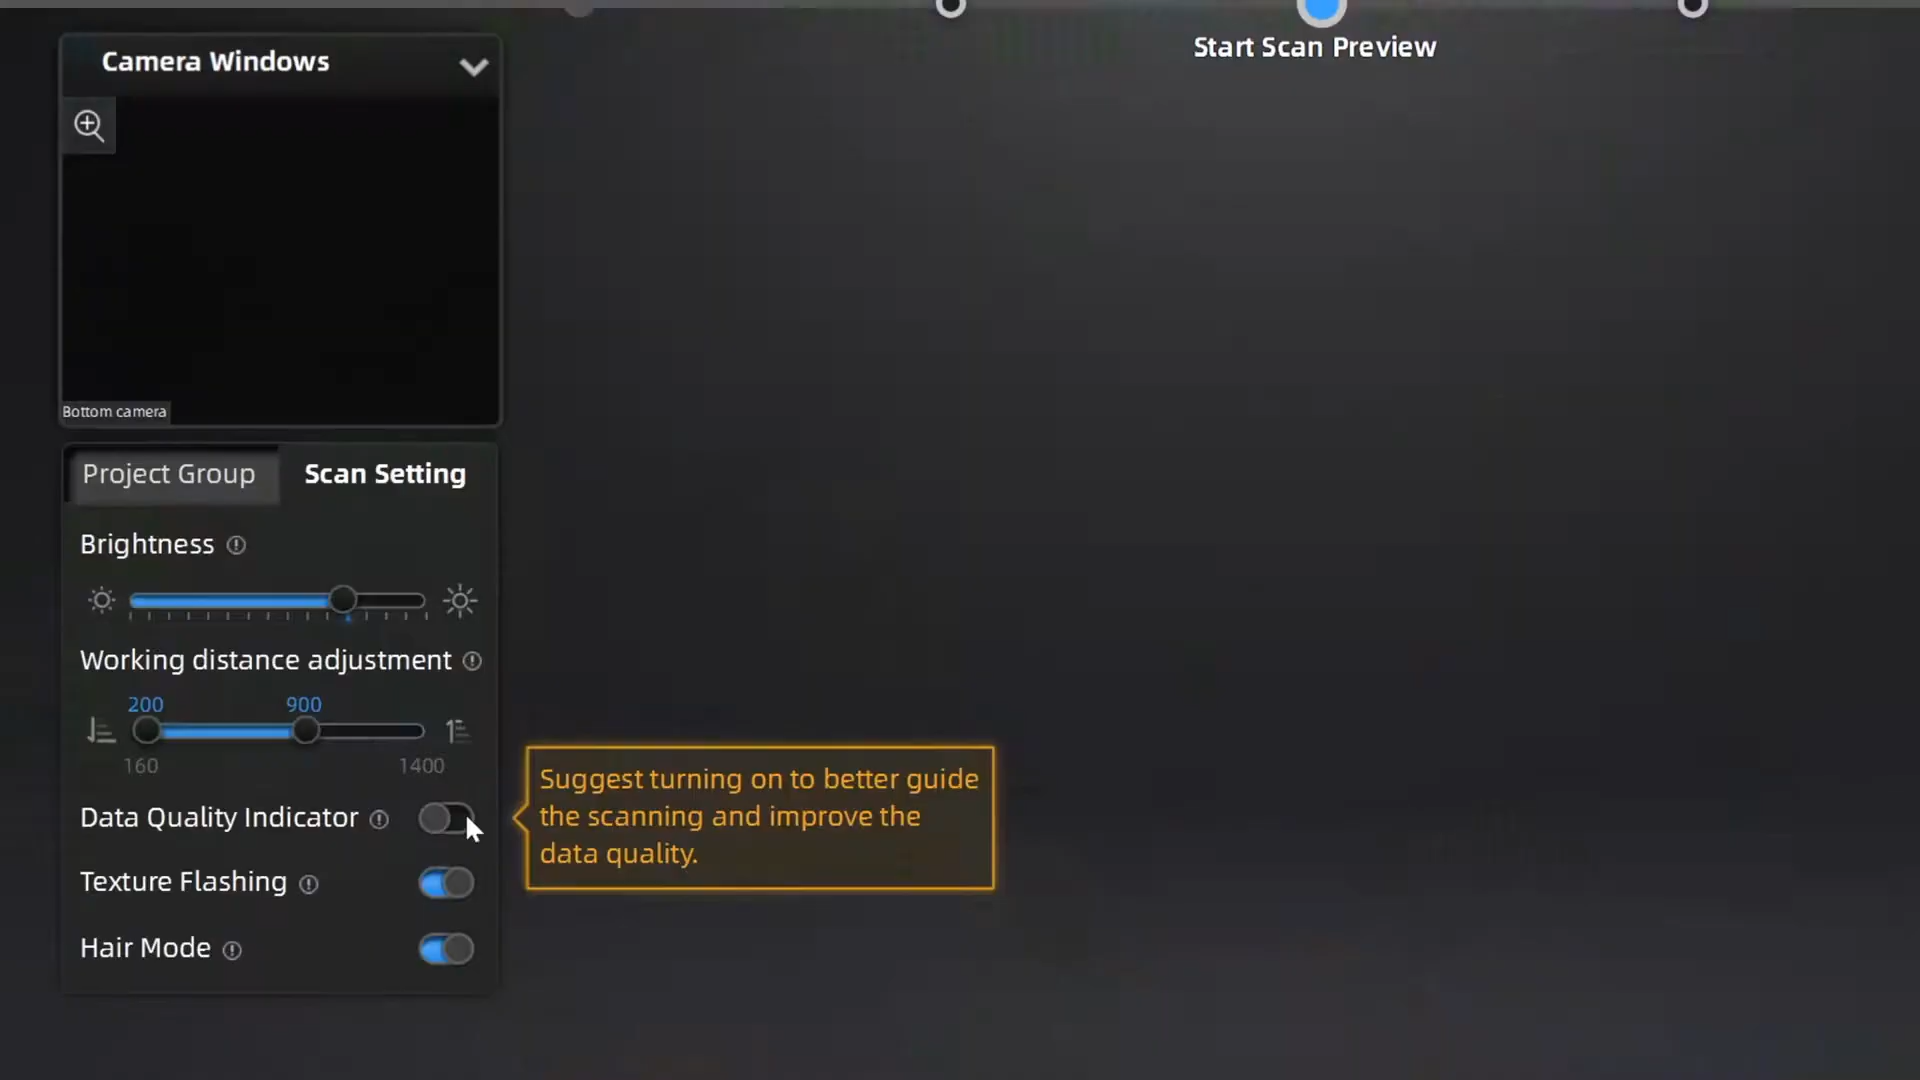 Start Scan Preview
Camera Windows
Bottom camera
Project Group
Scan Setting
Brightness
Working distance adjustment
200
900
160
1400
Data Quality Indicator
Suggest turning on to better guide
the scanning and improve the
data quality.
Texture Flashing
Hair Mode